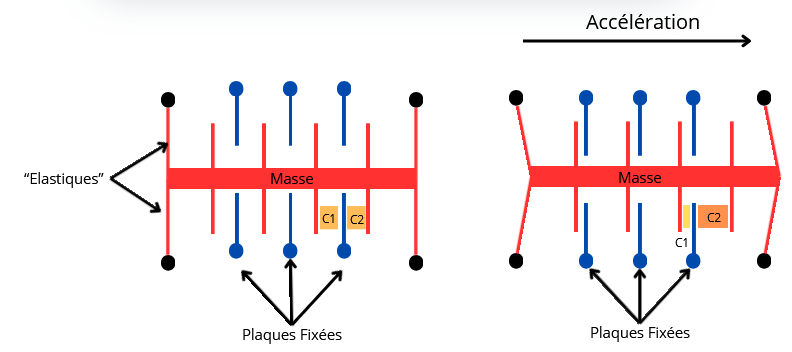 Accélération
“Elastiques”
Masse
C1
C2
Plaques Fixées
Masse
C2
C1
Plaques Fixées